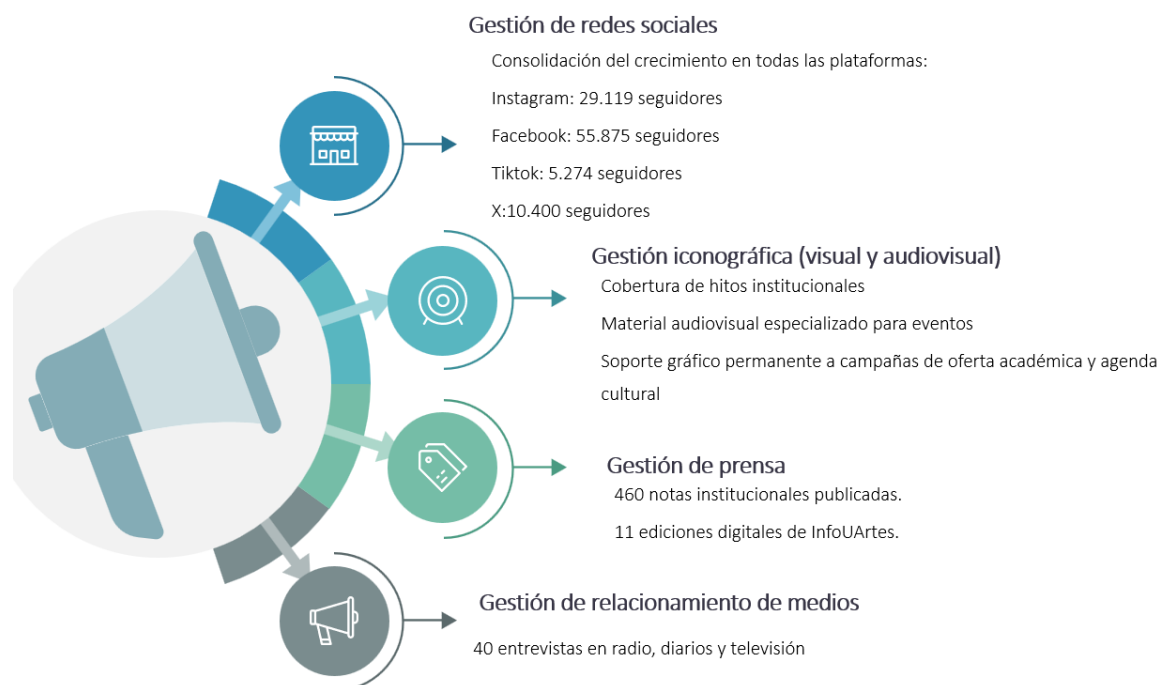 Gestión de redes sociales
Consolidación del crecimiento en todas las plataformas:
Instagram: 29.119 seguidores
Facebook: 55.875 seguidores
Tiktok: 5.274 seguidores
X:10.400 seguidores
Gestión iconográfica (visual y audiovisual)
Cobertura de hitos institucionales
Material audiovisual especializado para eventos
Soporte gráfico permanente a campañas de oferta académica y agenda
cultural
Gestión de prensa
460 notas institucionales publicadas.
11 ediciones digitales de InfoUArtes.
Gestión de relacionamiento de medios
40 entrevistas en radio, diarios y televisión